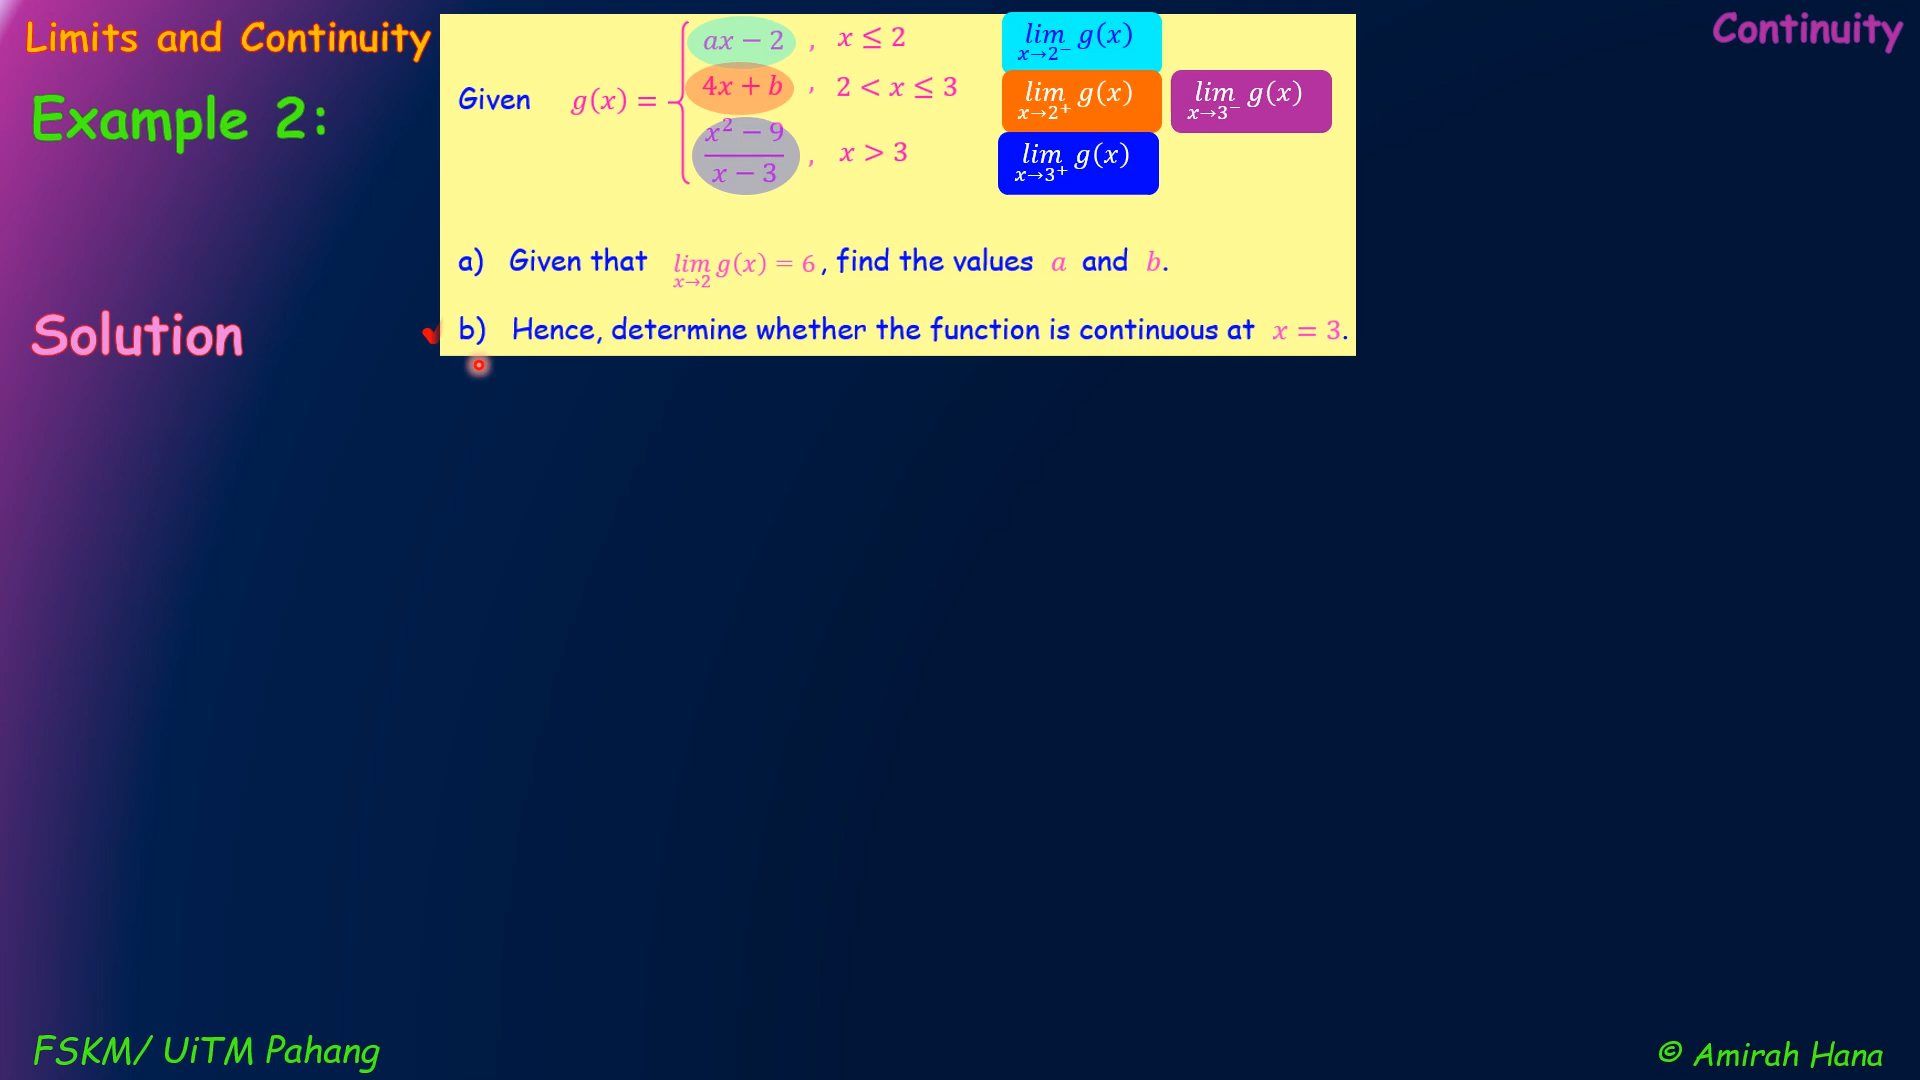 Limits and Continuity
Continuity
Example 2:
Given g(x) = { ax − 2 , x ≤ 2
4x + b , 2 < x ≤ 3
x² − 9 / x − 3 , x > 3
lim x→2⁻ g(x)
lim x→2⁺ g(x) lim x→3⁻ g(x)
lim x→3⁺ g(x)
a) Given that lim x→2 g(x) = 6 , find the values a and b.
Solution
b) Hence, determine whether the function is continuous at x = 3.
FSKM/ UiTM Pahang
© Amirah Hana